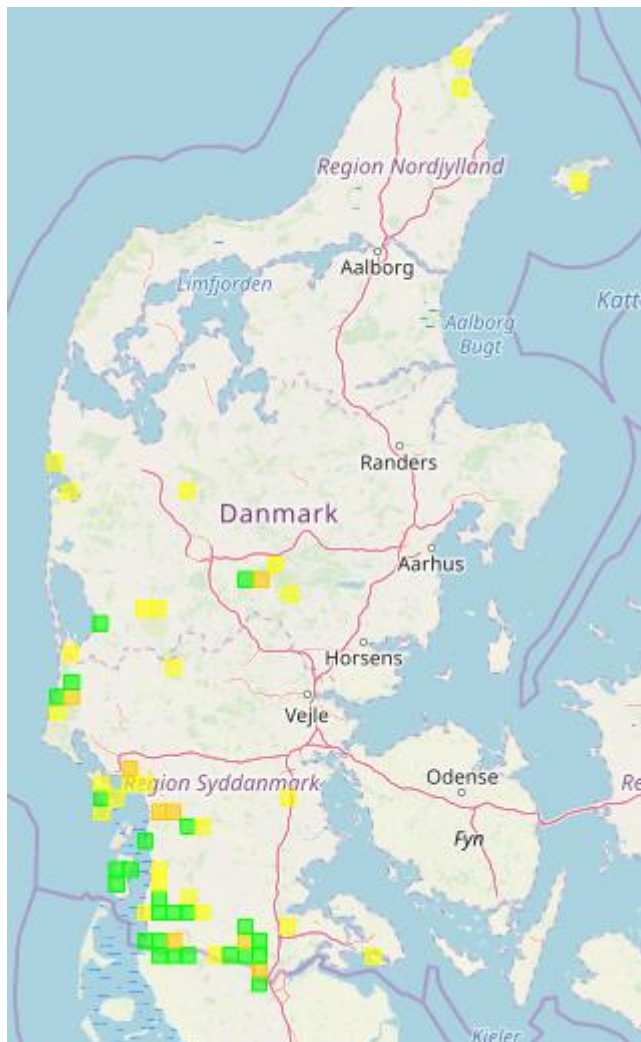 Region Nordjylland
Aalborg
Limfjorden
Katt
Aalborg
Bugt
Randers
Danmark
Aarhus
Horsens
Vejle
Region Syddanmark
Odense
Re
Fyn
Kieler